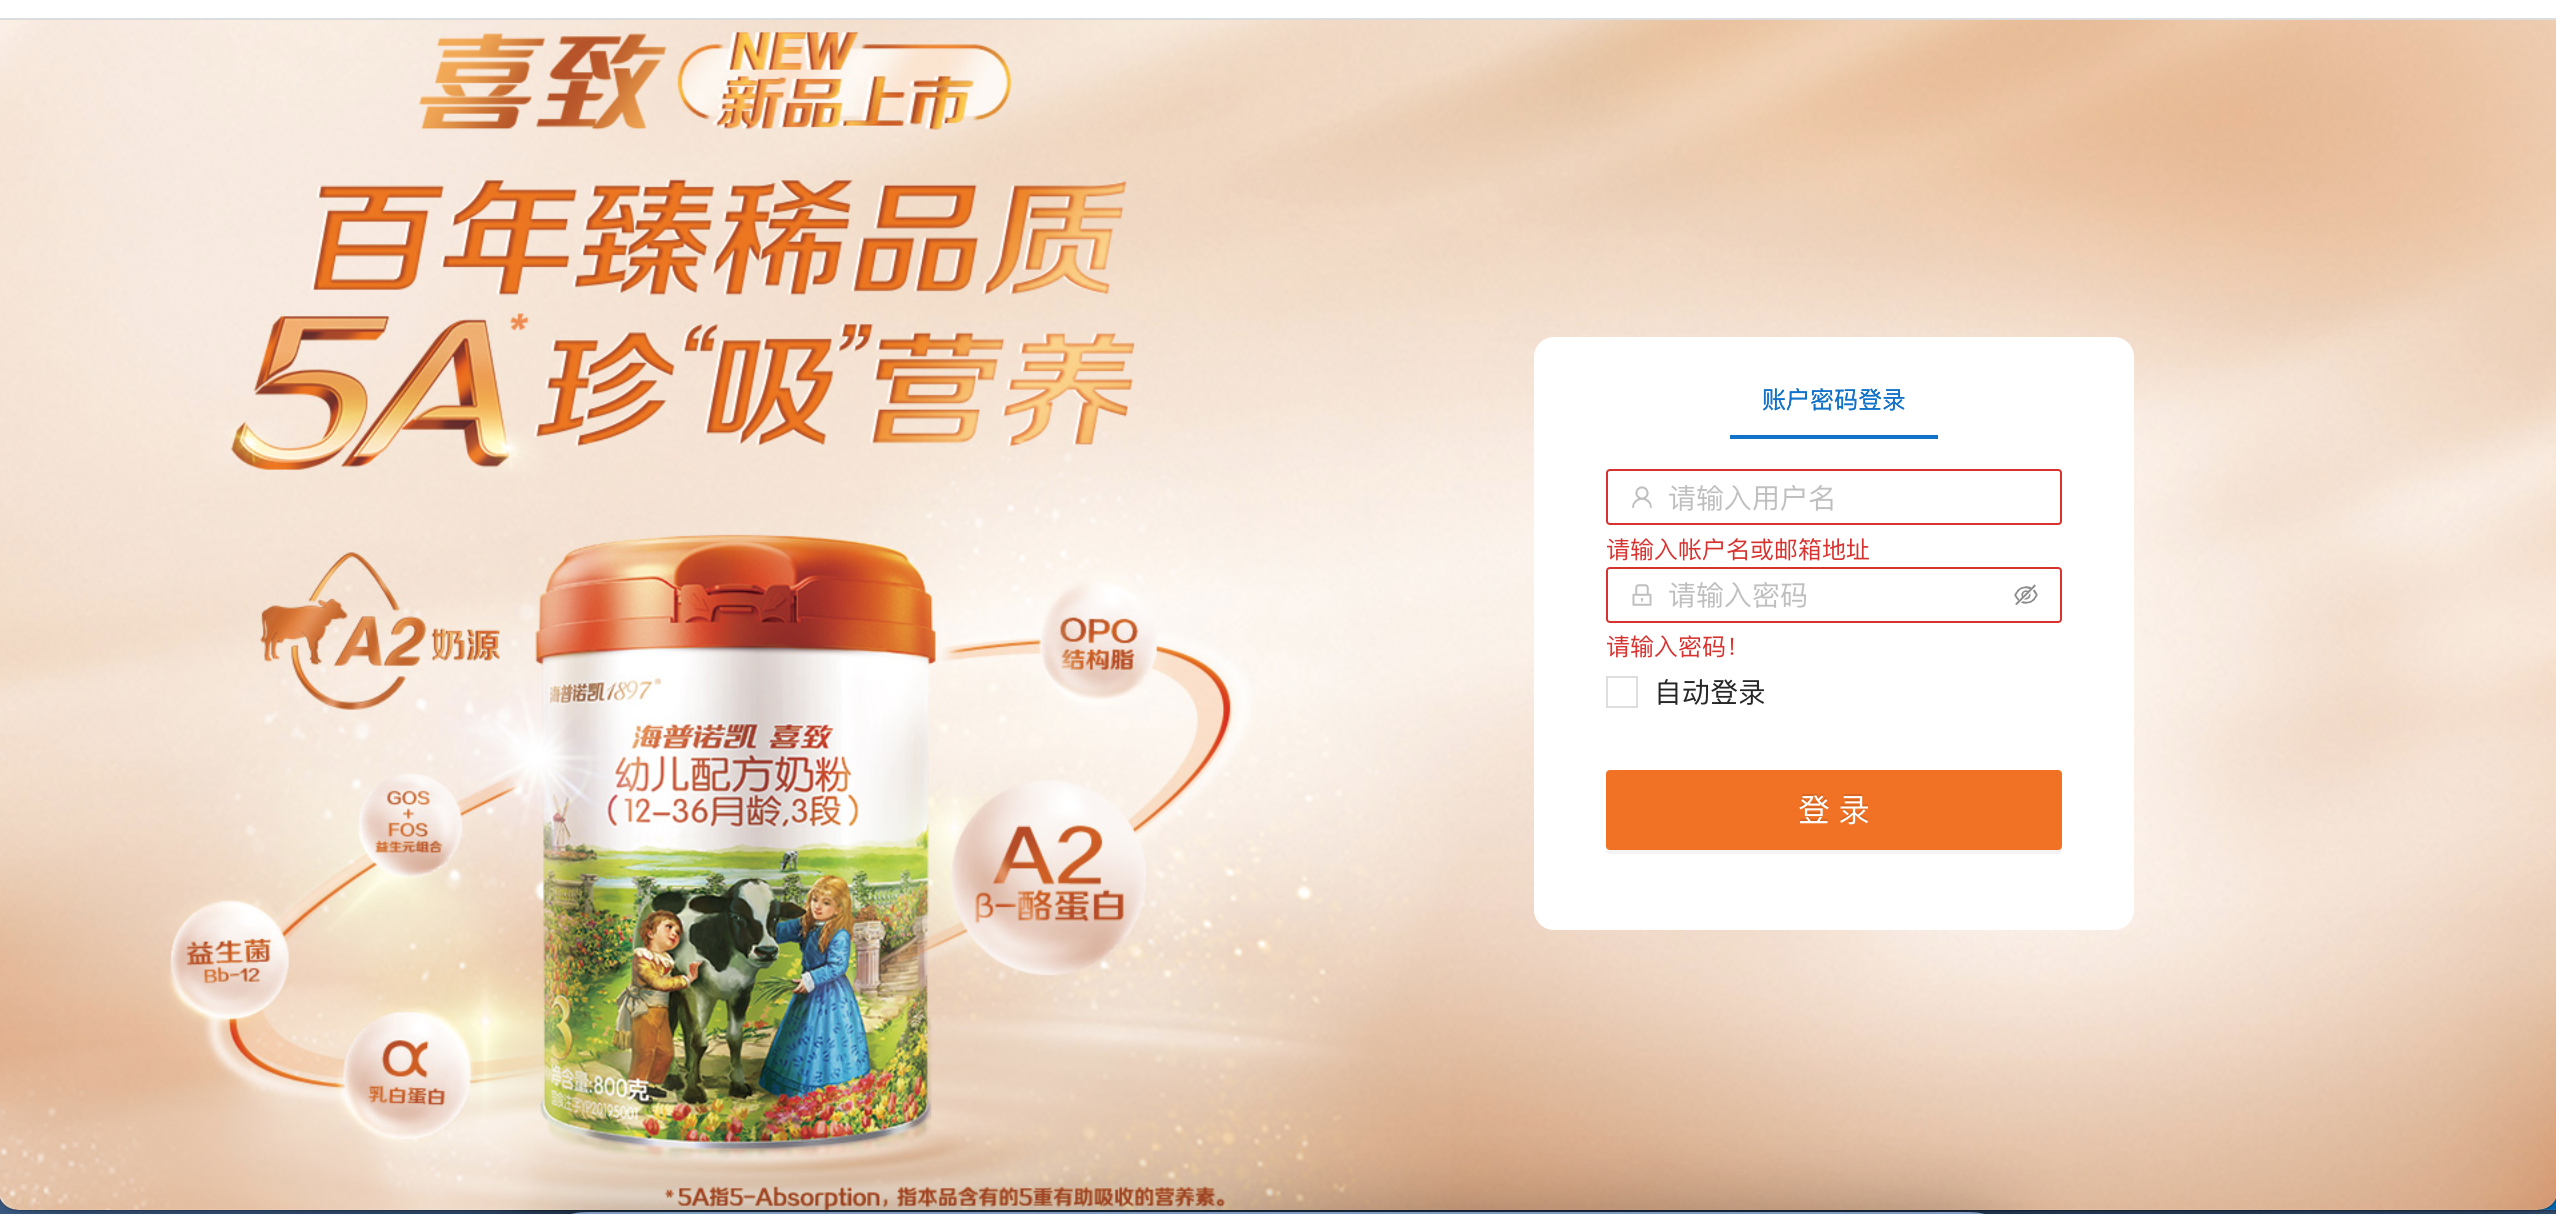 喜致
NEW
新品上市
百年臻稀品质
5A*珍“吸”营养
A2奶源
OPO
结构脂
GOS
+
FOS
益生元组合
A2
β-酪蛋白
益生菌
Bb-12
α
乳白蛋白
海普诺凯1897
海普诺凯 喜致
幼儿配方奶粉
(12-36月龄,3段)
3
净含量:800克
*5A指5-Absorption，指本品含有的5重有助吸收的营养素。
账户密码登录
请输入用户名
请输入帐户名或邮箱地址
请输入密码
请输入密码！
自动登录
登 录